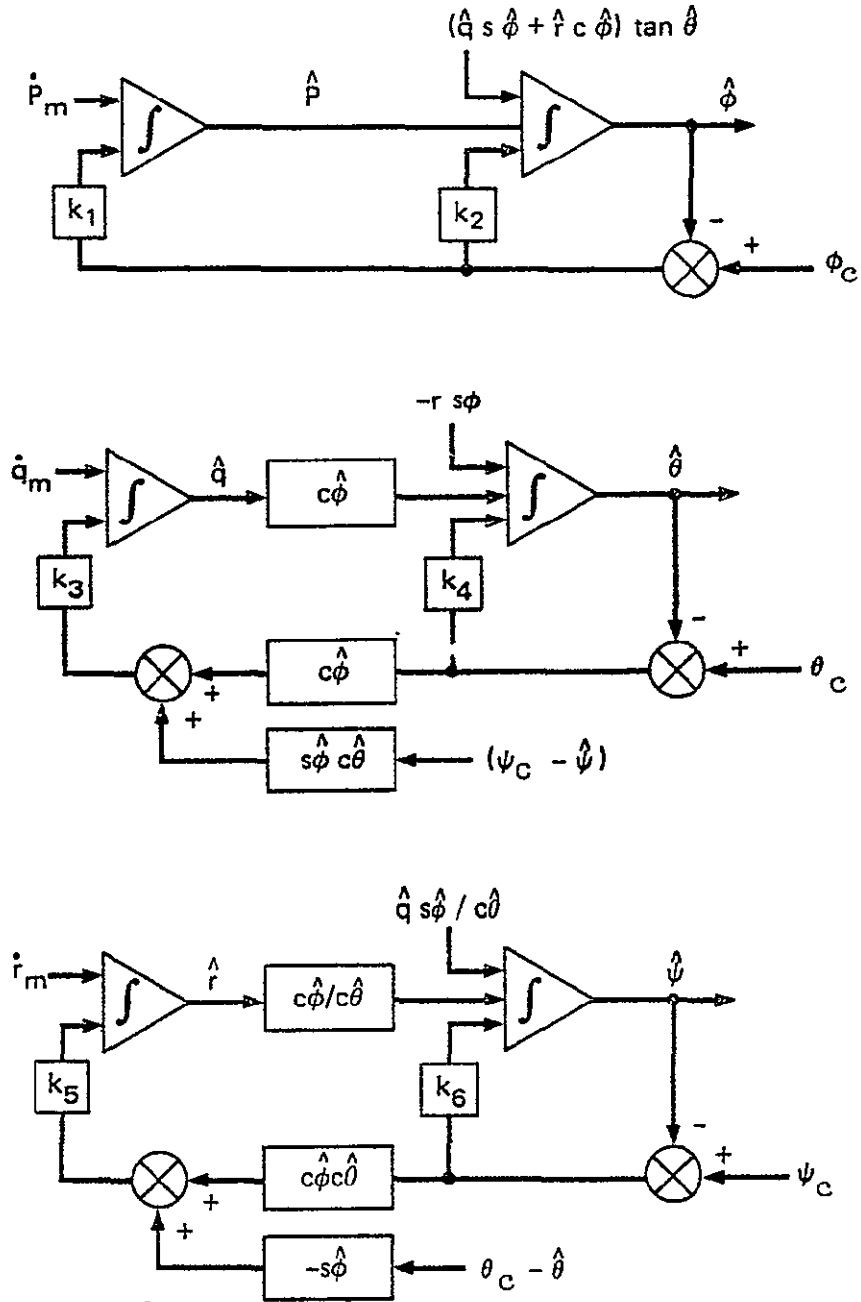 (q̂ s φ̂ + r̂ c φ̂) tan θ̂
ṗm
∫
p̂
∫
φ̂
k1
k2
-
+
φc
–r sφ
q̇m
∫
q̂
cφ̂
∫
θ̂
k3
k4
-
+
cφ̂
+
θc
+
sφ̂ cθ̂
(ψc - ψ̂)
q̂ sφ̂ / cθ̂
ṙm
∫
r̂
cφ̂/cθ̂
∫
ψ̂
k5
k6
-
+
cφ̂cθ̂
+
ψc
+
-sφ̂
θc - θ̂